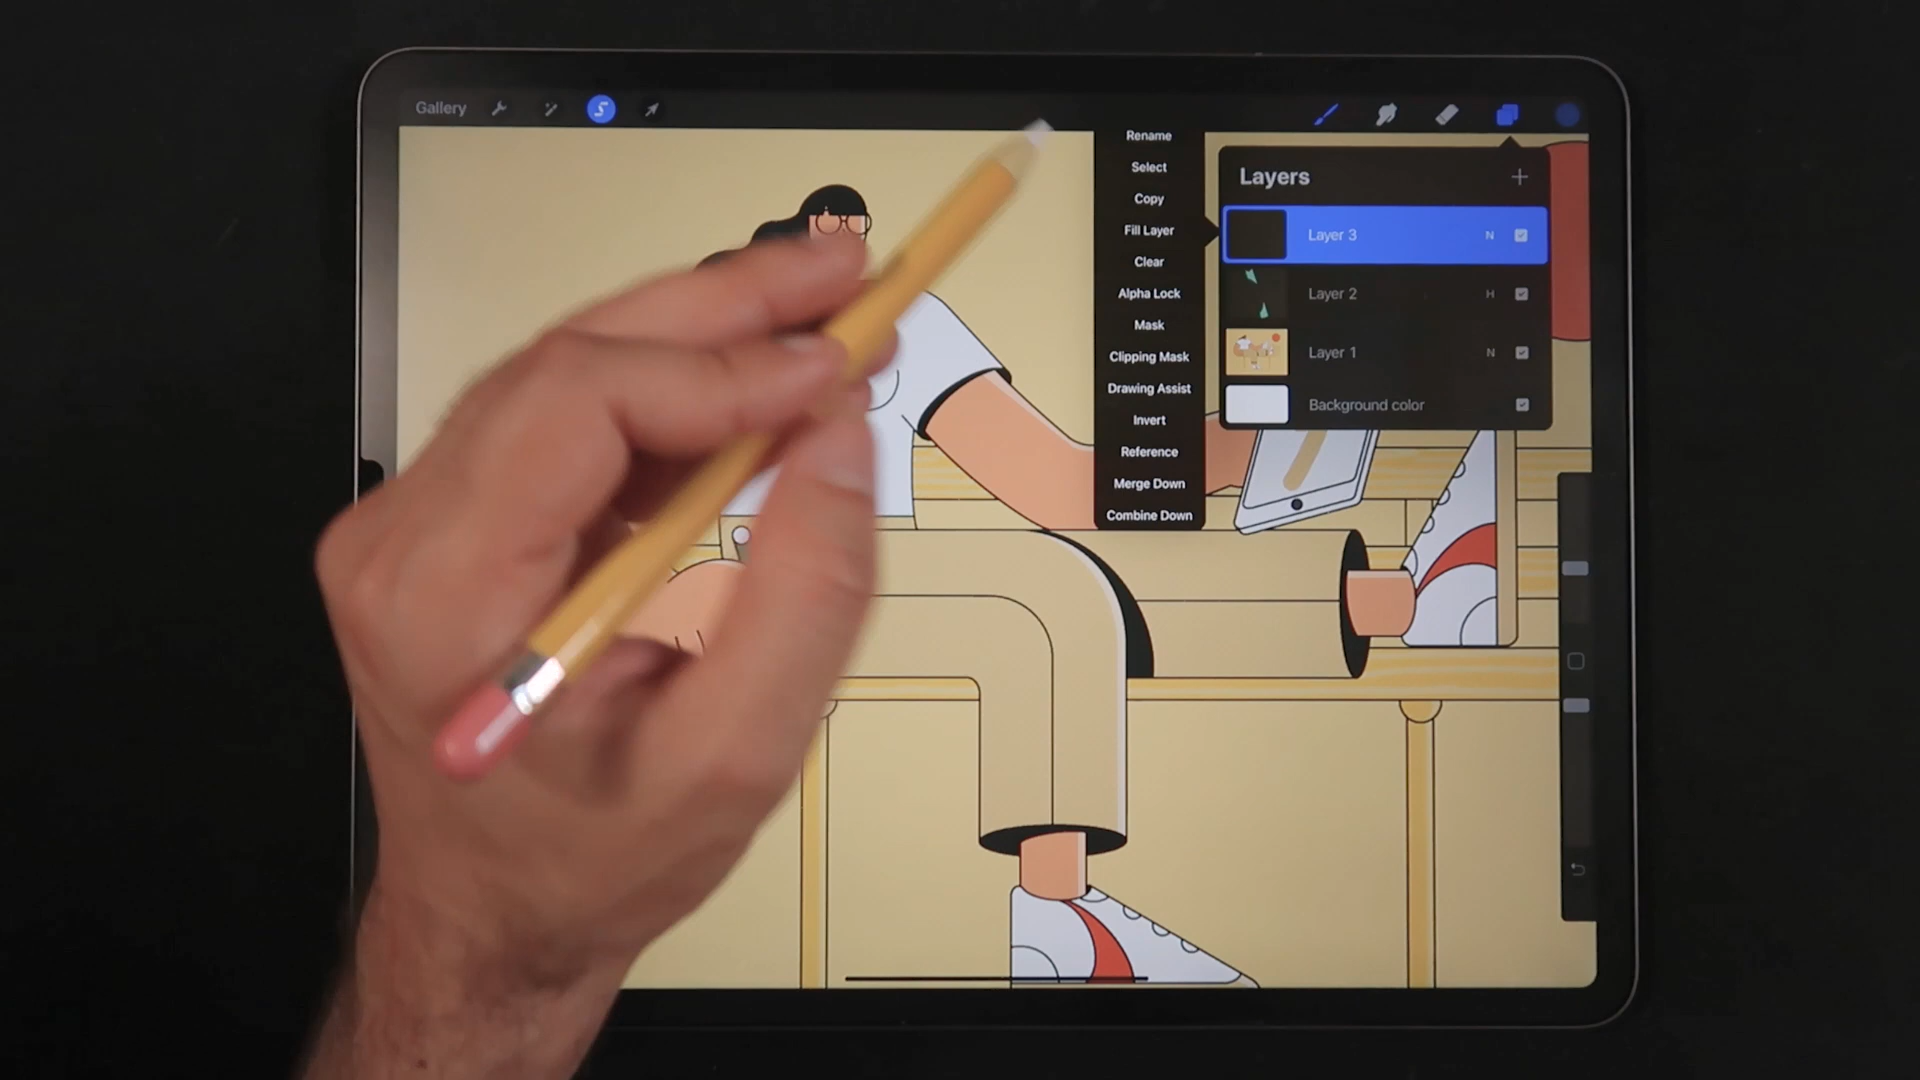 Gallery
Rename
Select
Copy
Fill Layer
Clear
Alpha Lock
Mask
Clipping Mask
Drawing Assist
Invert
Reference
Merge Down
Combine Down
Layers
Layer 3 N
Layer 2 H
Layer 1 N
Background color